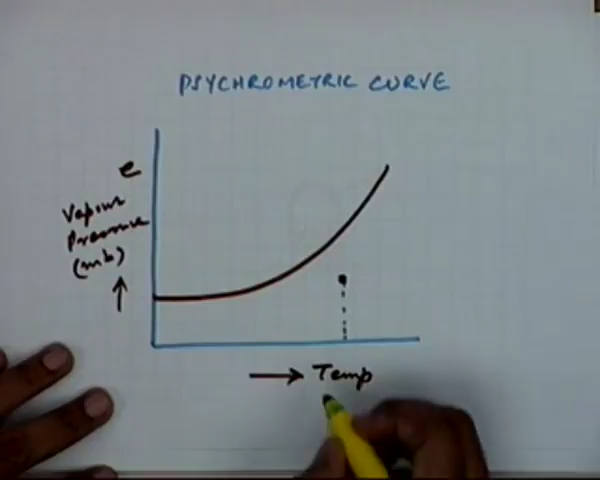 PSYCHROMETRIC CURVE
e
Vapour
Pressure
(mb)
Temp